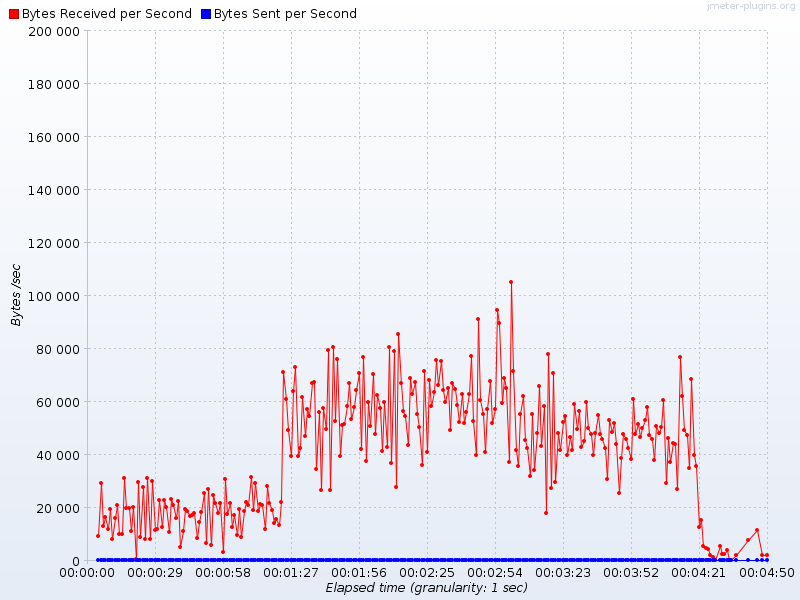 jmeter-plugins.org
Bytes Received per Second Bytes Sent per Second
200 000
180 000
160 000
140 000
120 000
100 000
80 000
60 000
40 000
20 000
0
Bytes /sec
00:00:00 00:00:29 00:00:58 00:01:27 00:01:56 00:02:25 00:02:54 00:03:23 00:03:52 00:04:21 00:04:50
Elapsed time (granularity: 1 sec)